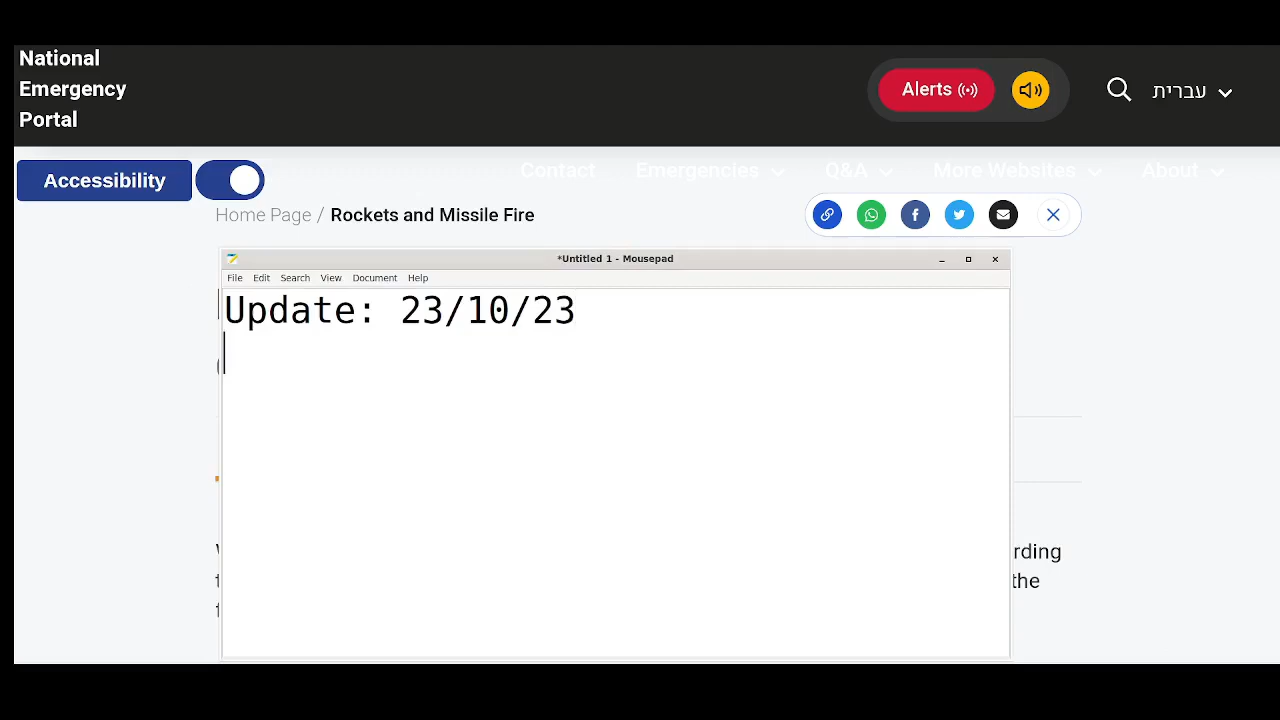 National
Emergency
Portal
Alerts
עברית
Accessibility
Contact Emergencies Q&A More Websites About
Home Page / Rockets and Missile Fire
*Untitled 1 - Mousepad
File Edit Search View Document Help
Update: 23/10/23
rding
the